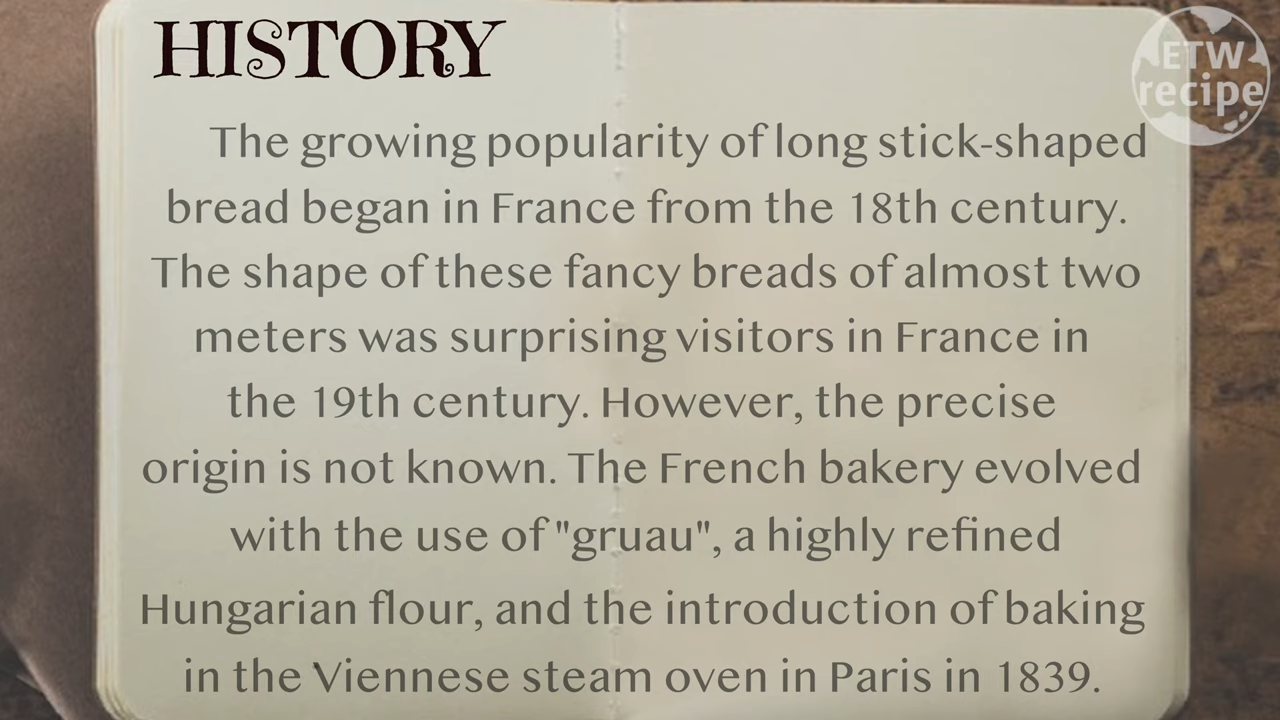 HISTORY
ETW
recipe
The growing popularity of long stick-shaped
bread began in France from the 18th century.
The shape of these fancy breads of almost two
meters was surprising visitors in France in
the 19th century. However, the precise
origin is not known. The French bakery evolved
with the use of "gruau", a highly refined
Hungarian flour, and the introduction of baking
in the Viennese steam oven in Paris in 1839.